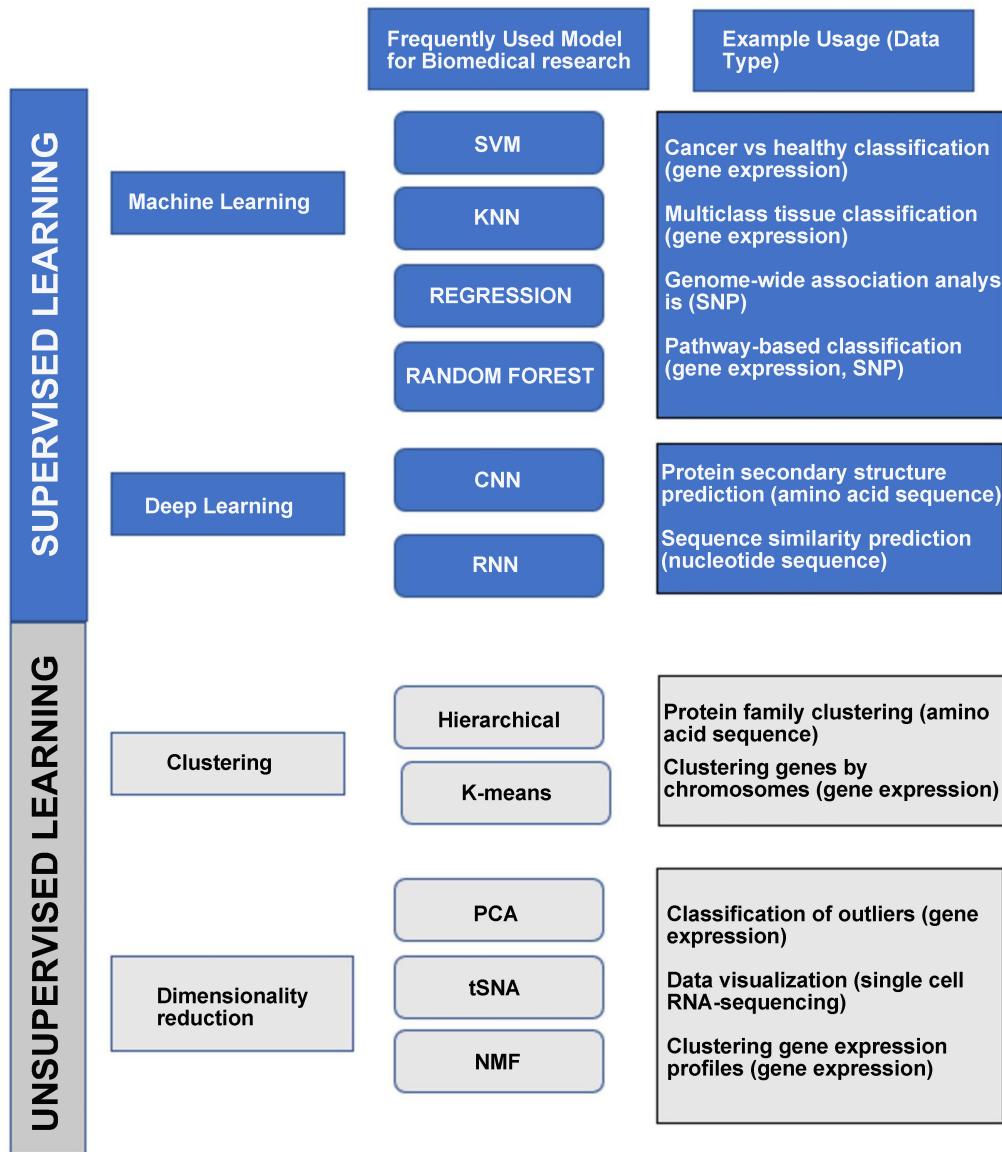 Frequently Used Model
for Biomedical research
Example Usage (Data
Type)
SUPERVISED LEARNING
Machine Learning
SVM
KNN
REGRESSION
RANDOM FOREST
Cancer vs healthy classification
(gene expression)
Multiclass tissue classification
(gene expression)
Genome-wide association analys
is (SNP)
Pathway-based classification
(gene expression, SNP)
Deep Learning
CNN
RNN
Protein secondary structure
prediction (amino acid sequence)
Sequence similarity prediction
(nucleotide sequence)
UNSUPERVISED LEARNING
Clustering
Hierarchical
K-means
Protein family clustering (amino
acid sequence)
Clustering genes by
chromosomes (gene expression)
Dimensionality
reduction
PCA
tSNA
NMF
Classification of outliers (gene
expression)
Data visualization (single cell
RNA-sequencing)
Clustering gene expression
profiles (gene expression)